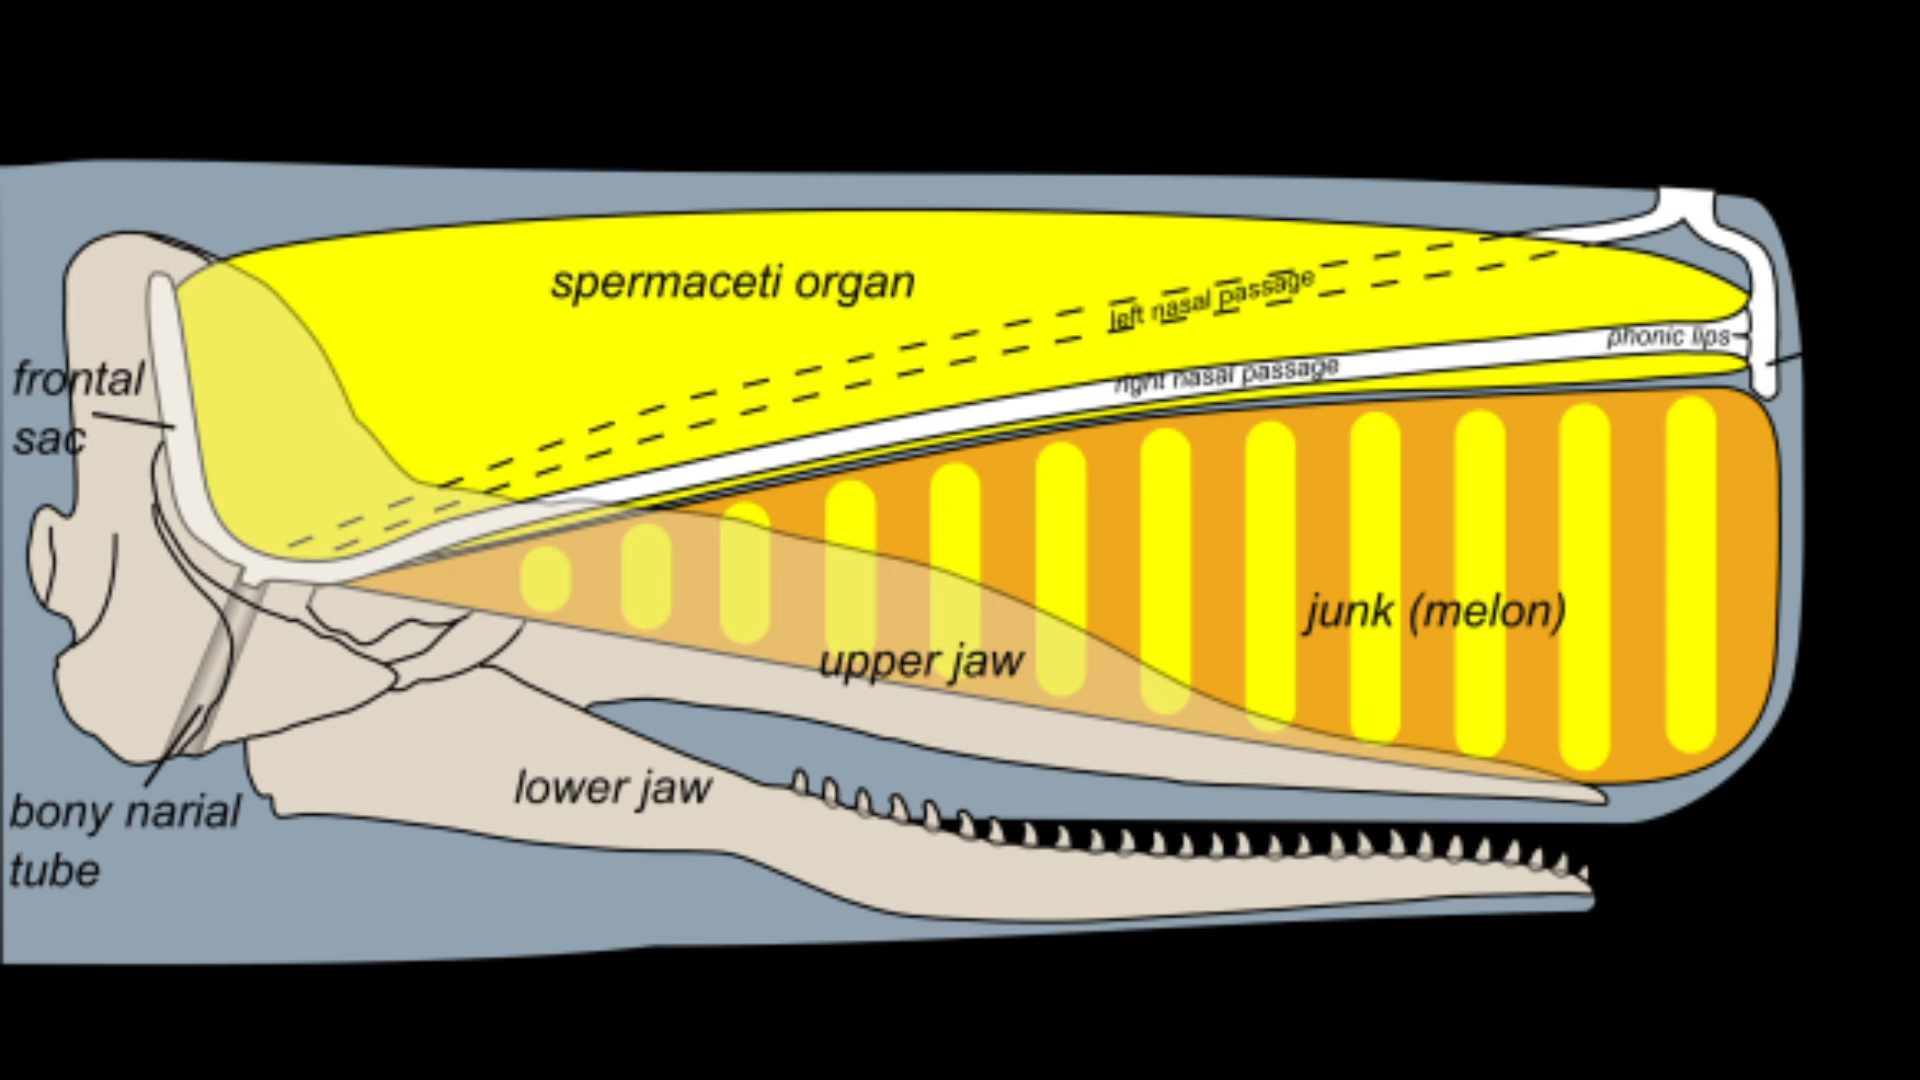 spermaceti organ
left nasal passage
phonic lips
right nasal passage
frontal
sac
junk (melon)
upper jaw
lower jaw
bony narial
tube